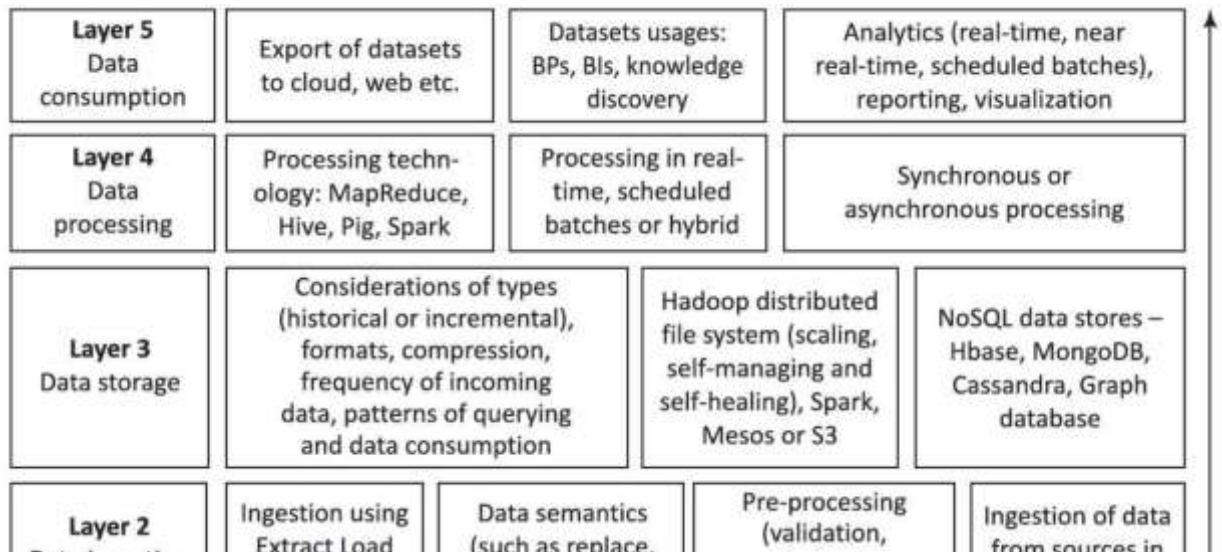 Layer 5
Data
consumption
Export of datasets
to cloud, web etc.
Datasets usages:
BPs, BIs, knowledge
discovery
Analytics (real-time, near
real-time, scheduled batches),
reporting, visualization
Layer 4
Data
processing
Processing techn-
ology: MapReduce,
Hive, Pig, Spark
Processing in real-
time, scheduled
batches or hybrid
Synchronous or
asynchronous processing
Layer 3
Data storage
Considerations of types
(historical or incremental),
formats, compression,
frequency of incoming
data, patterns of querying
and data consumption
Hadoop distributed
file system (scaling,
self-managing and
self-healing), Spark,
Mesos or S3
NoSQL data stores –
Hbase, MongoDB,
Cassandra, Graph
database
Layer 2
Ingestion using
Extract Load
Data semantics
(such as replace,
Pre-processing
(validation,
Ingestion of data
from sources in